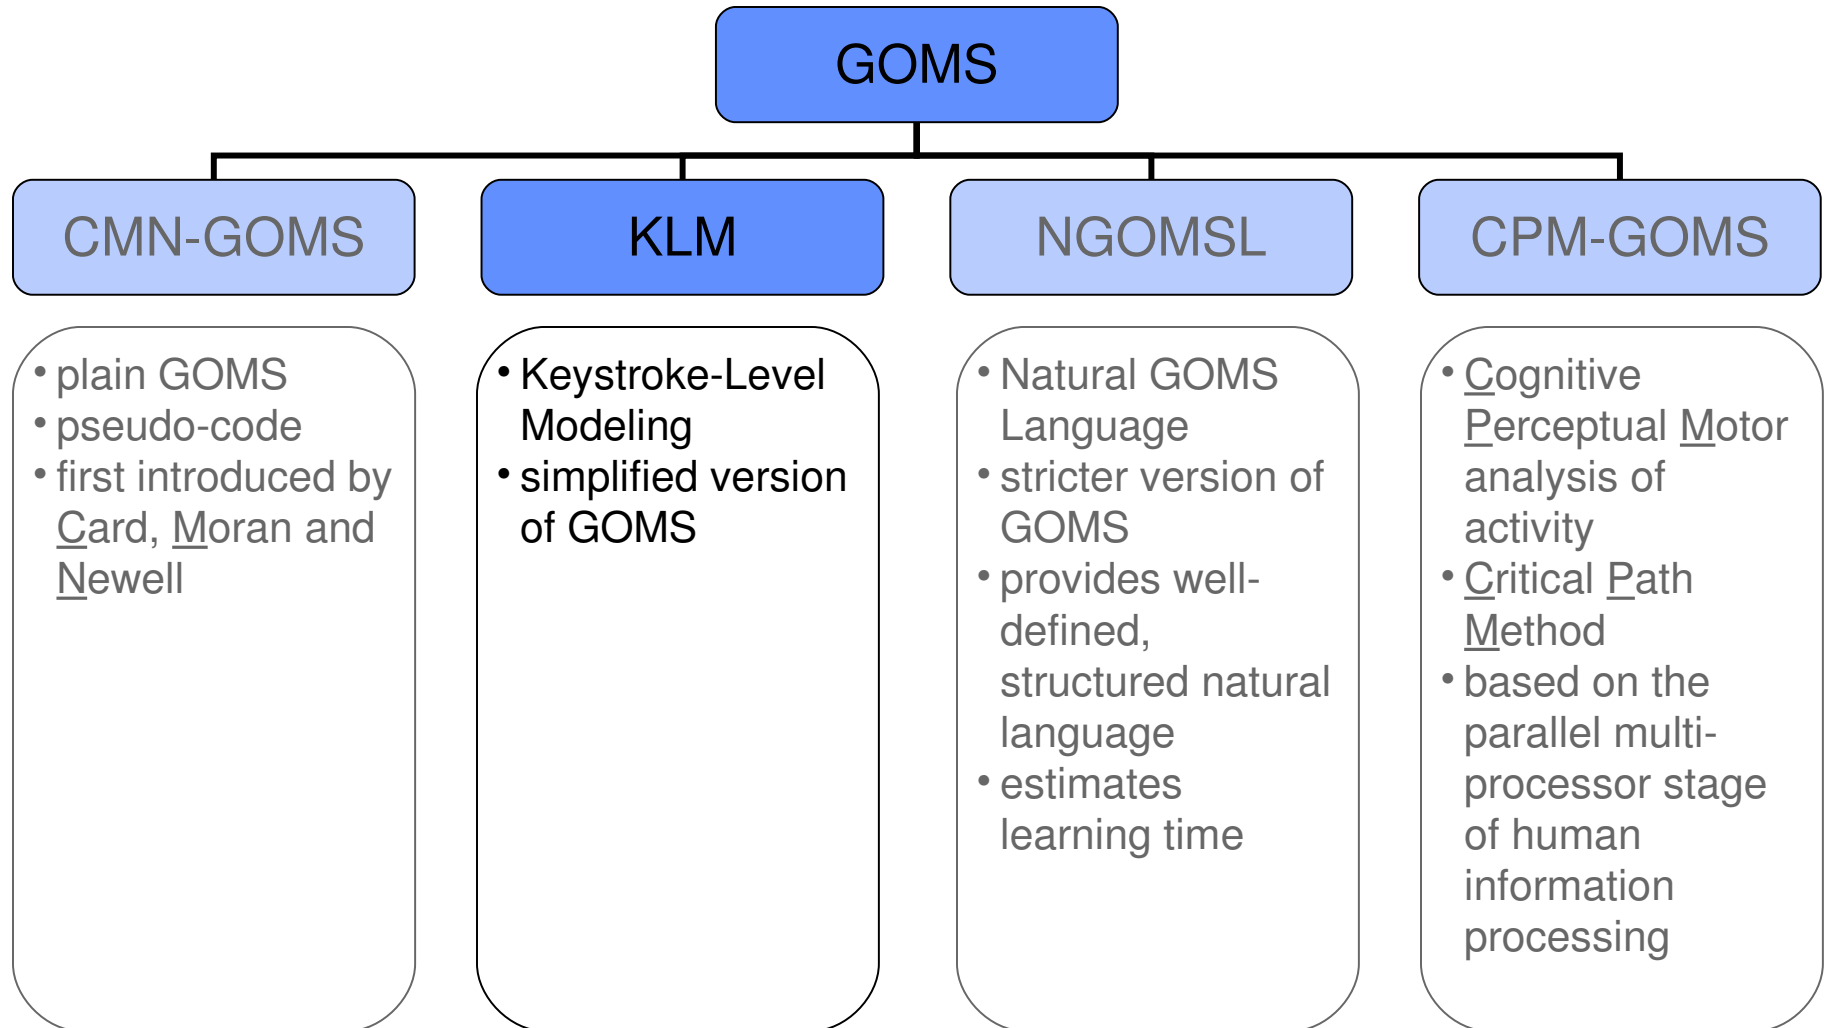 GOMS
CMN-GOMS
KLM
NGOMSL
CPM-GOMS
• plain GOMS
• pseudo-code
• first introduced by
Card, Moran and
Newell
• Keystroke-Level
Modeling
• simplified version
of GOMS
• Natural GOMS
Language
• stricter version of
GOMS
• provides well-
defined,
structured natural
language
• estimates
learning time
• Cognitive
Perceptual Motor
analysis of
activity
• Critical Path
Method
• based on the
parallel multi-
processor stage
of human
information
processing